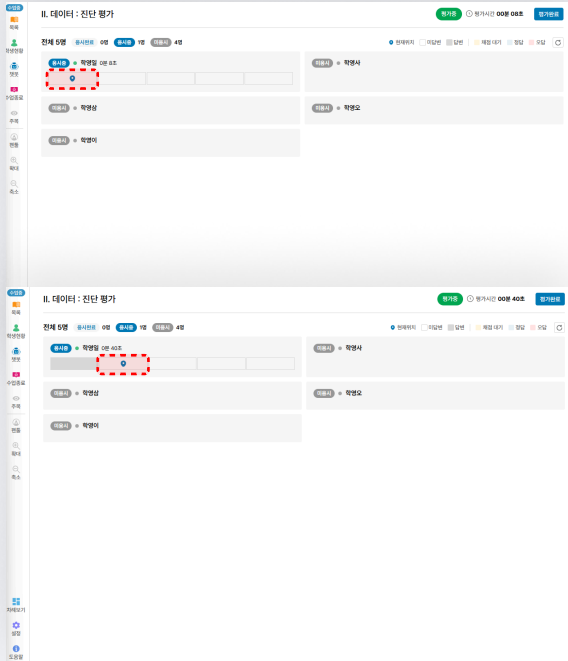 수업중
II. 데이터 : 진단 평가
평가중 평가시간 00분 08초 평가완료
목록
전체 5명 응시완료 0명 응시중 1명 미응시 4명
현재위치 미답변 답변 채점 대기 정답 오답
학생현황
응시중 학영일 0분 8초
미응시 학영사
챗봇
수업종료
미응시 학영삼
미응시 학영오
주목
판툴
미응시 학영이
확대
축소
수업중
II. 데이터 : 진단 평가
평가중 평가시간 00분 40초 평가완료
목록
전체 5명 응시완료 0명 응시중 1명 미응시 4명
현재위치 미답변 답변 채점 대기 정답 오답
학생현황
응시중 학영일 0분 40초
미응시 학영사
챗봇
수업종료
미응시 학영삼
미응시 학영오
주목
판툴
미응시 학영이
확대
축소
차례보기
설정
도움말